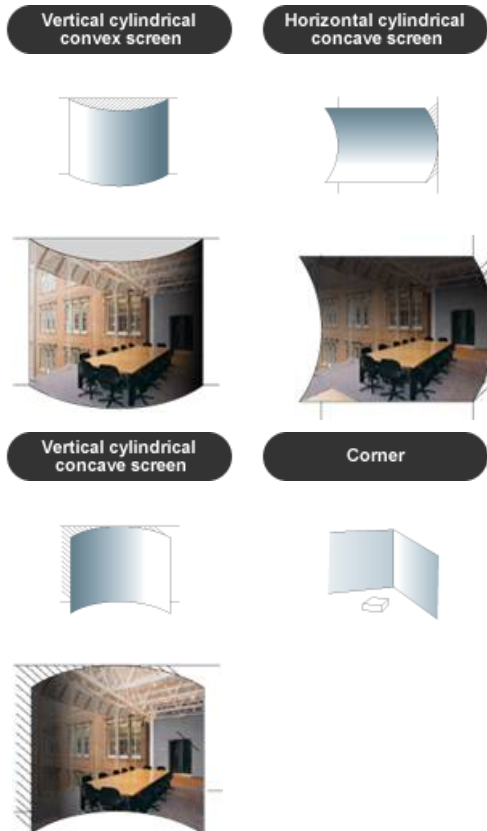 Vertical cylindrical
convex screen
Horizontal cylindrical
concave screen
Vertical cylindrical
concave screen
Corner